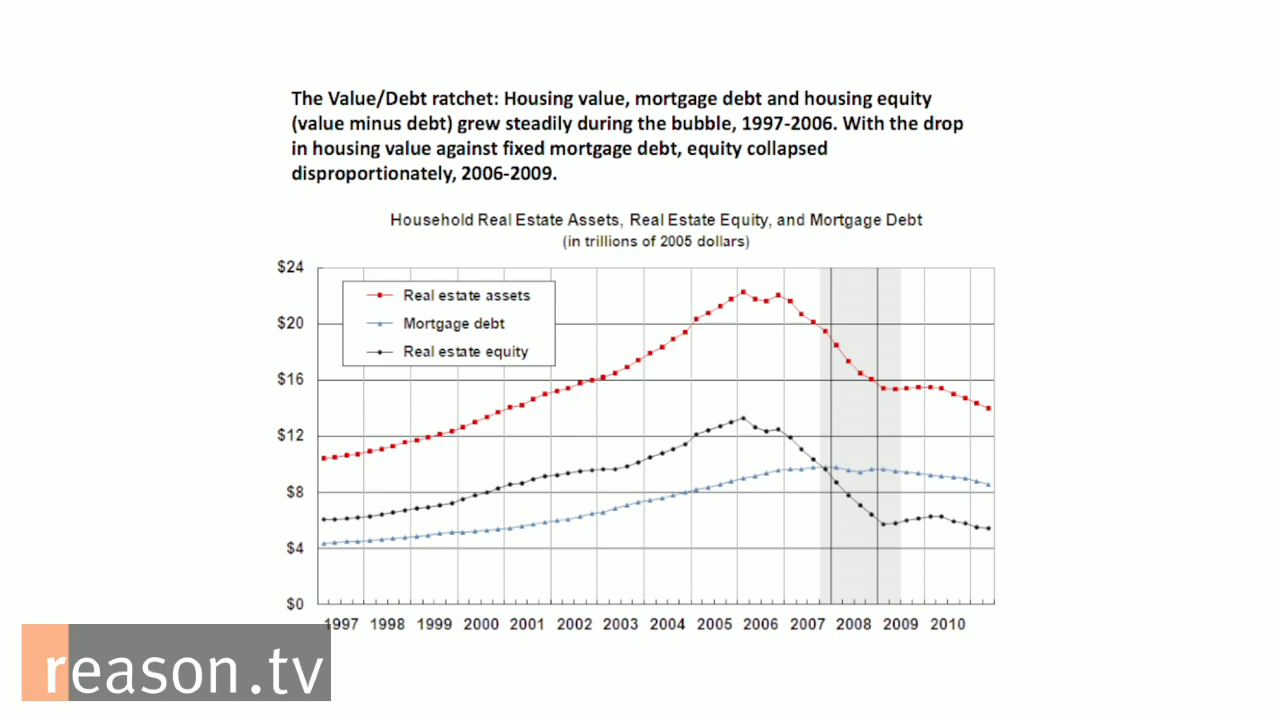 The Value/Debt ratchet: Housing value, mortgage debt and housing equity
(value minus debt) grew steadily during the bubble, 1997-2006. With the drop
in housing value against fixed mortgage debt, equity collapsed
disproportionately, 2006-2009.
Household Real Estate Assets, Real Estate Equity, and Mortgage Debt
(in trillions of 2005 dollars)
$24
Real estate assets
$20
Mortgage debt
Real estate equity
$16
$12
$8
$4
$0
1997 1998 1999 2000 2001 2002 2003 2004 2005 2006 2007 2008 2009 2010
reason.tv